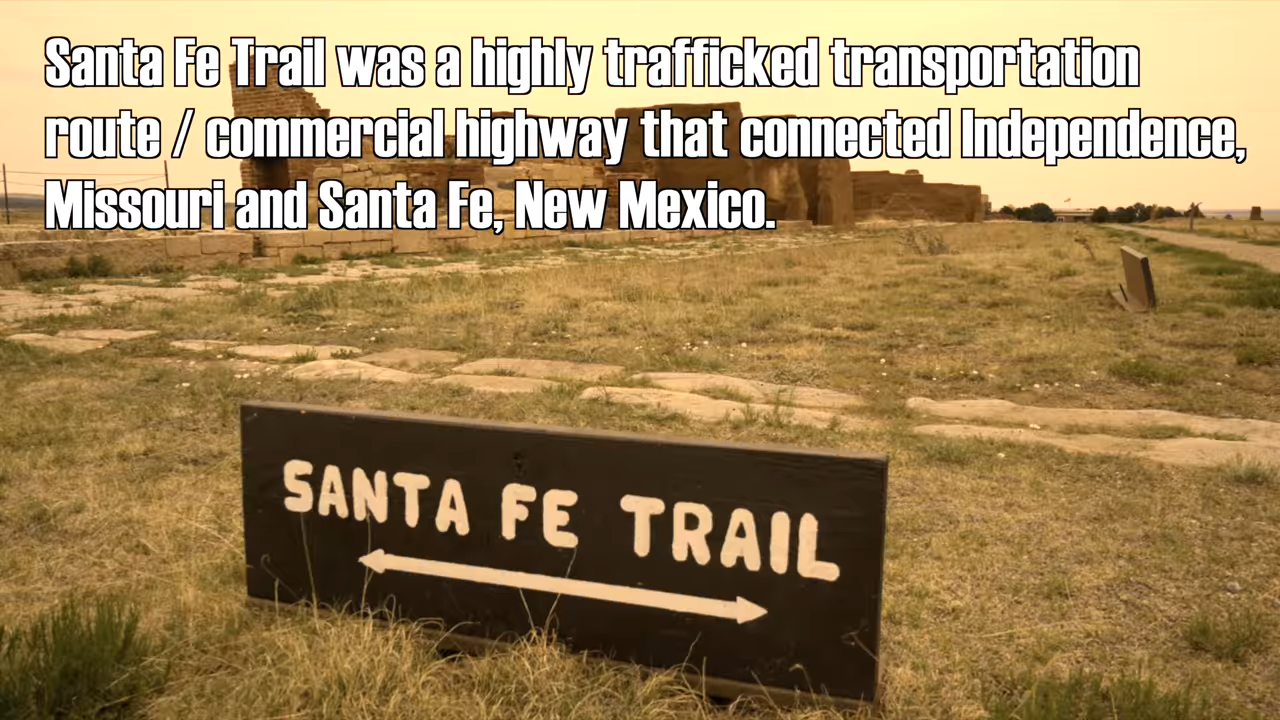 Santa Fe Trail was a highly trafficked transportation
route / commercial highway that connected Independence,
Missouri and Santa Fe, New Mexico.
SANTA FE TRAIL